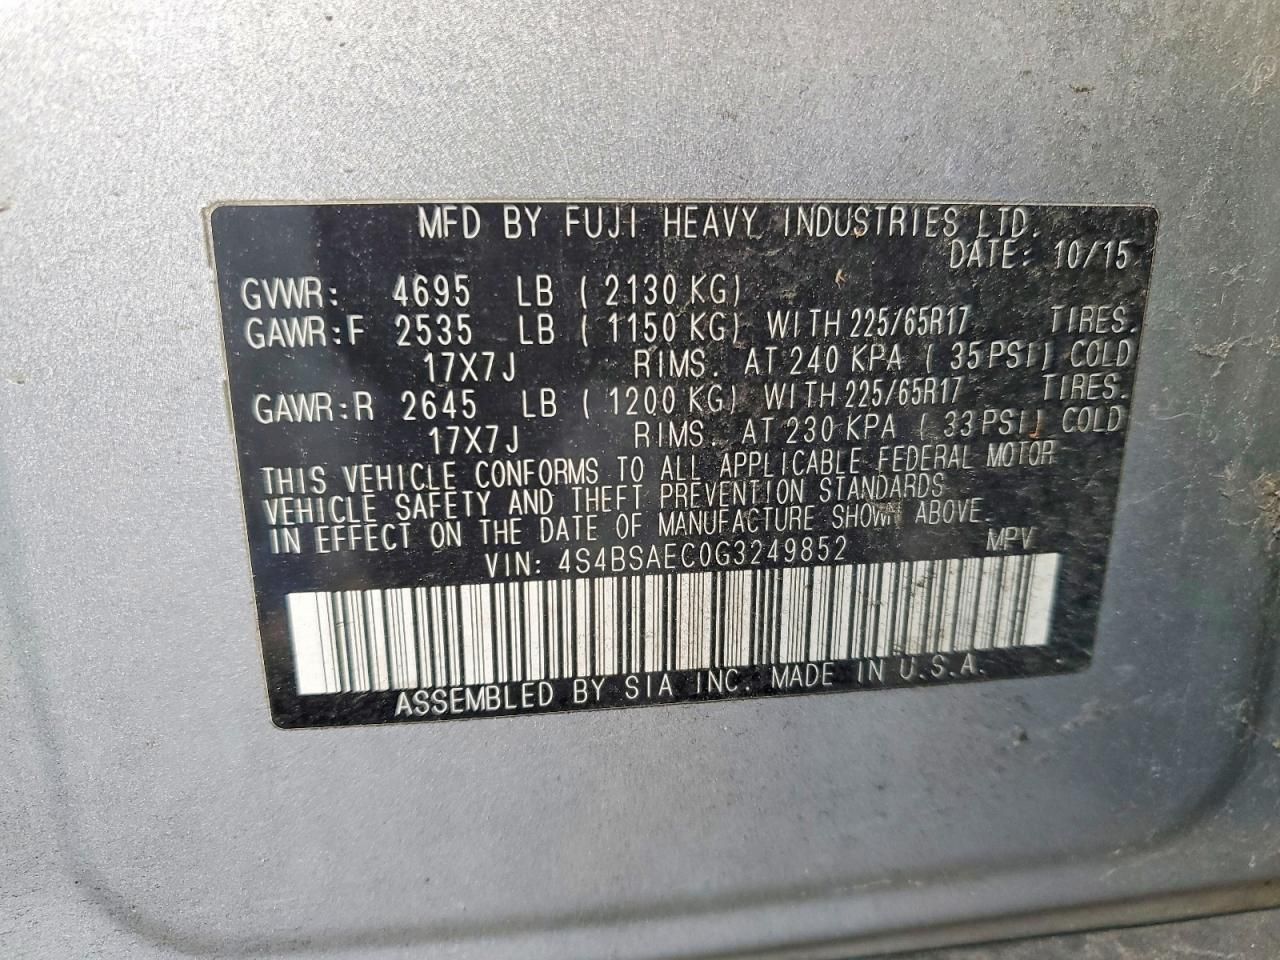 MFD BY FUJI HEAVY INDUSTRIES LTD.
DATE: 10/15
GVWR: 4695 LB ( 2130 KG)
GAWR:F 2535 LB ( 1150 KG) WITH 225/65R17 TIRES.
17X7J RIMS. AT 240 KPA ( 35 PSI) COLD
GAWR:R 2645 LB ( 1200 KG) WITH 225/65R17 TIRES.
17X7J RIMS. AT 230 KPA ( 33 PSI) COLD
THIS VEHICLE CONFORMS TO ALL APPLICABLE FEDERAL MOTOR
VEHICLE SAFETY AND THEFT PREVENTION STANDARDS
IN EFFECT ON THE DATE OF MANUFACTURE SHOWN ABOVE.
VIN: 4S4BSAEC0G3249852 MPV
ASSEMBLED BY SIA INC. MADE IN U.S.A.